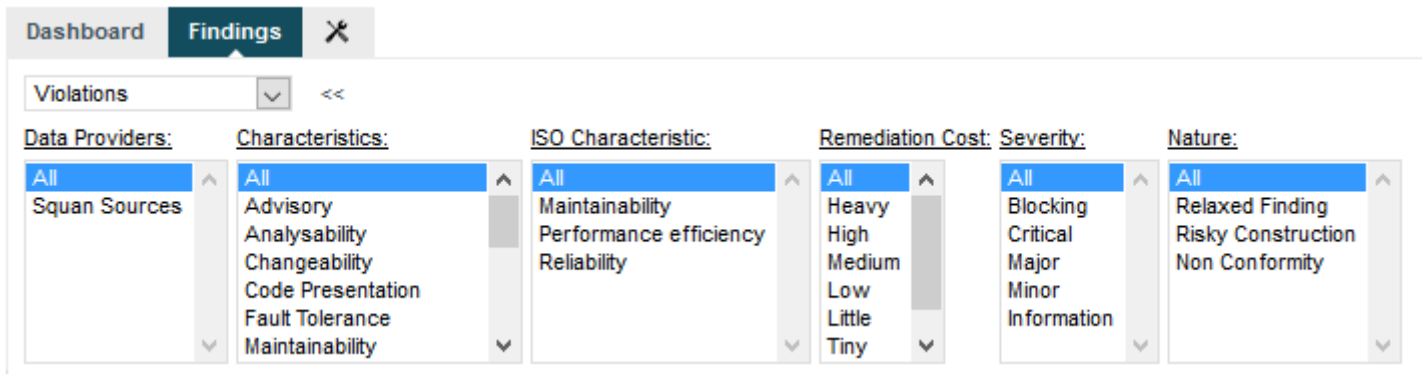 Dashboard Findings
Violations <<
Data Providers: Characteristics: ISO Characteristic: Remediation Cost: Severity: Nature:
All All All All All All
Squan Sources Advisory Maintainability Heavy Blocking Relaxed Finding
Analysability Performance efficiency High Critical Risky Construction
Changeability Reliability Medium Major Non Conformity
Code Presentation Low Minor
Fault Tolerance Little Information
Maintainability Tiny